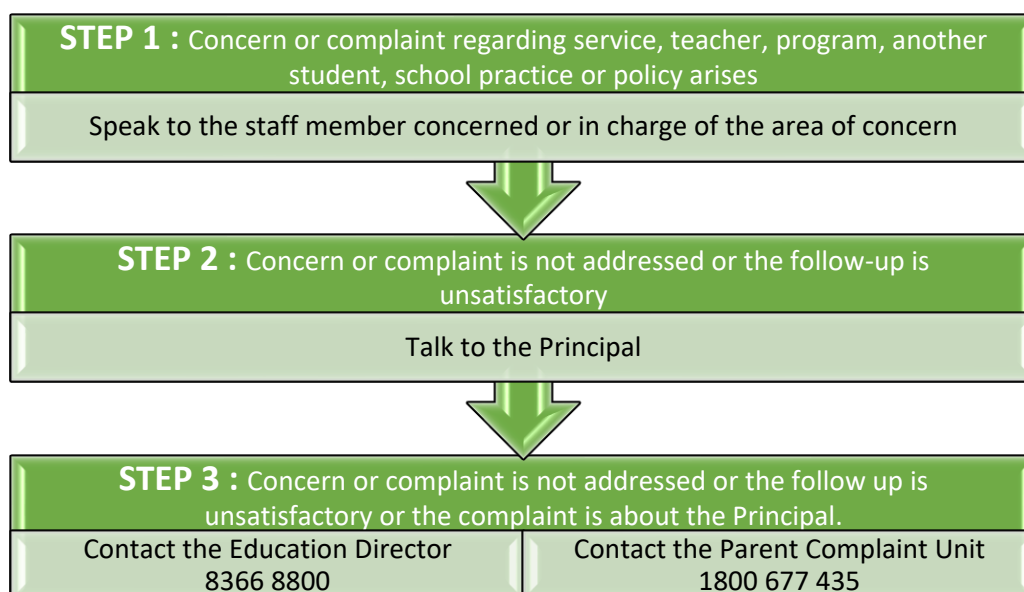 STEP 1 : Concern or complaint regarding service, teacher, program, another
student, school practice or policy arises
Speak to the staff member concerned or in charge of the area of concern
STEP 2 : Concern or complaint is not addressed or the follow-up is
unsatisfactory
Talk to the Principal
STEP 3 : Concern or complaint is not addressed or the follow up is
unsatisfactory or the complaint is about the Principal.
Contact the Education Director
8366 8800
Contact the Parent Complaint Unit
1800 677 435